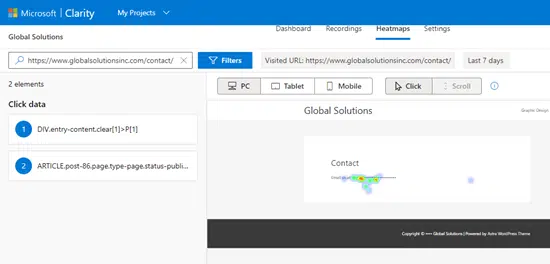 Microsoft | Clarity My Projects
Global Solutions
Dashboard Recordings Heatmaps Settings
https://www.globalsolutionsinc.com/contact/ Filters Visited URL: https://www.globalsolutionsinc.com/contact/ Last 7 days
2 elements
PC Tablet Mobile Click Scroll
Click data
Global Solutions
Graphic Design
1 DIV.entry-content.clear[1]>P[1]
2 ARTICLE.post-86.page.type-page.status-publi...
Contact
Copyright © Global Solutions | Powered by Astra WordPress Theme